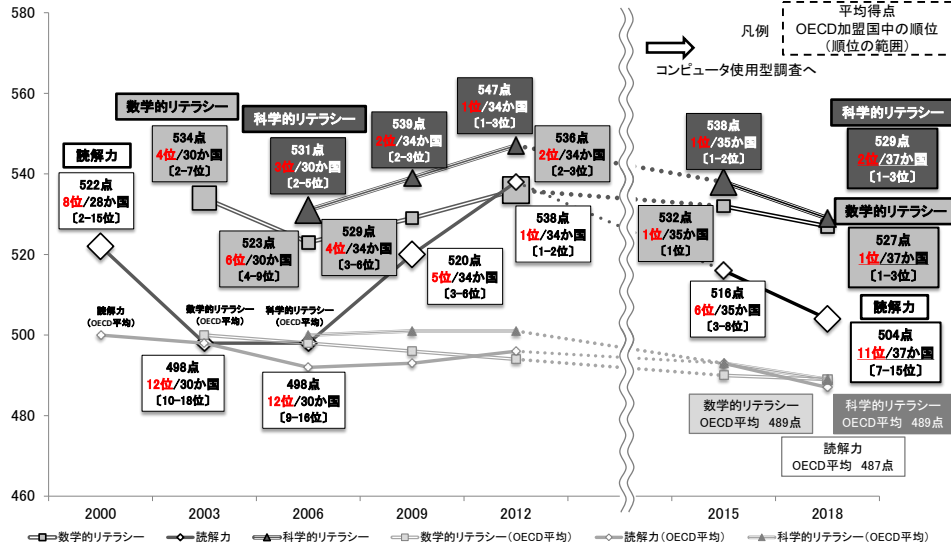 580
560
540
520
500
480
460
凡例
平均得点
OECD加盟国中の順位
(順位の範囲)
コンピュータ使用型調査へ
読解力
522点
8位/28か国
[2-15位]
数学的リテラシー
534点
4位/30か国
[2-7位]
科学的リテラシー
531点
3位/30か国
[2-5位]
539点
2位/34か国
[2-3位]
547点
1位/34か国
[1-3位]
536点
2位/34か国
[2-3位]
538点
1位/35か国
[1-2位]
科学的リテラシー
529点
2位/37か国
[1-3位]
523点
6位/30か国
[4-9位]
529点
4位/34か国
[3-6位]
520点
5位/34か国
[3-6位]
538点
1位/34か国
[1-2位]
532点
1位/35か国
[1位]
数学的リテラシー
527点
1位/37か国
[1-3位]
516点
6位/35か国
[3-8位]
読解力
504点
11位/37か国
[7-15位]
読解力
(OECD平均)
数学的リテラシー
(OECD平均)
科学的リテラシー
(OECD平均)
498点
12位/30か国
[10-18位]
498点
12位/30か国
[9-16位]
数学的リテラシー
OECD平均 489点
科学的リテラシー
OECD平均 489点
読解力
OECD平均 487点
2000
2003
2006
2009
2012
2015
2018
数学的リテラシー
読解力
科学的リテラシー
数学的リテラシー(OECD平均)
読解力(OECD平均)
科学的リテラシー(OECD平均)